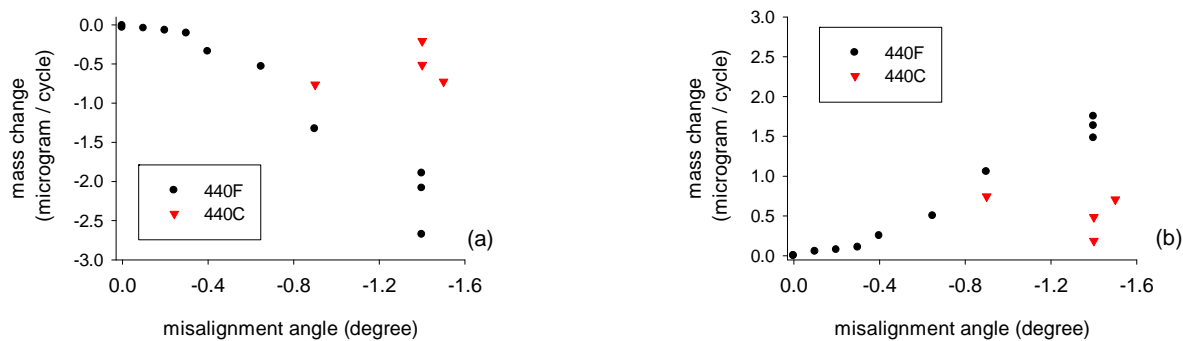 0.0
-0.5
-1.0
-1.5
-2.0
-2.5
-3.0
mass change
(microgram / cycle)
440F
440C
(a)
0.0 -0.4 -0.8 -1.2 -1.6
misalignment angle (degree)
3.0
2.5
2.0
1.5
1.0
0.5
0.0
mass change
(microgram / cycle)
440F
440C
(b)
0.0 -0.4 -0.8 -1.2 -1.6
misalignment angle (degree)